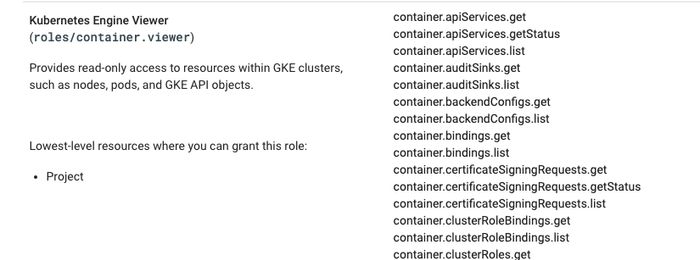 Kubernetes Engine Viewer
(roles/container.viewer)
Provides read-only access to resources within GKE clusters,
such as nodes, pods, and GKE API objects.
Lowest-level resources where you can grant this role:
• Project
container.apiServices.get
container.apiServices.getStatus
container.apiServices.list
container.auditSinks.get
container.auditSinks.list
container.backendConfigs.get
container.backendConfigs.list
container.bindings.get
container.bindings.list
container.certificateSigningRequests.get
container.certificateSigningRequests.getStatus
container.certificateSigningRequests.list
container.clusterRoleBindings.get
container.clusterRoleBindings.list
container.clusterRoles.get